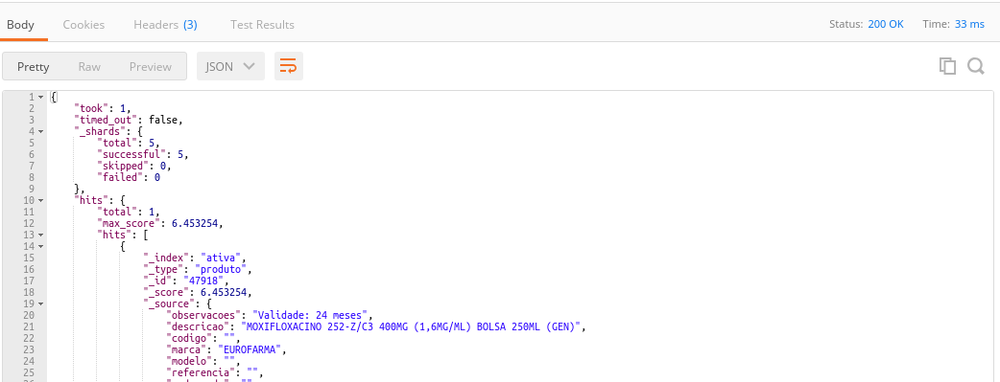 Body Cookies Headers (3) Test Results Status: 200 OK Time: 33 ms
Pretty Raw Preview JSON
1 {
2 "took": 1,
3 "timed_out": false,
4 "_shards": {
5 "total": 5,
6 "successful": 5,
7 "skipped": 0,
8 "failed": 0
9 },
10 "hits": {
11 "total": 1,
12 "max_score": 6.453254,
13 "hits": [
14 {
15 "_index": "ativa",
16 "_type": "produto",
17 "_id": "47918",
18 "_score": 6.453254,
19 "_source": {
20 "observacoes": "Validade: 24 meses",
21 "descricao": "MOXIFLOXACINO 252-Z/C3 400MG (1,6MG/ML) BOLSA 250ML (GEN)",
22 "codigo": "",
23 "marca": "EUROFARMA",
24 "modelo": "",
25 "referencia": "",